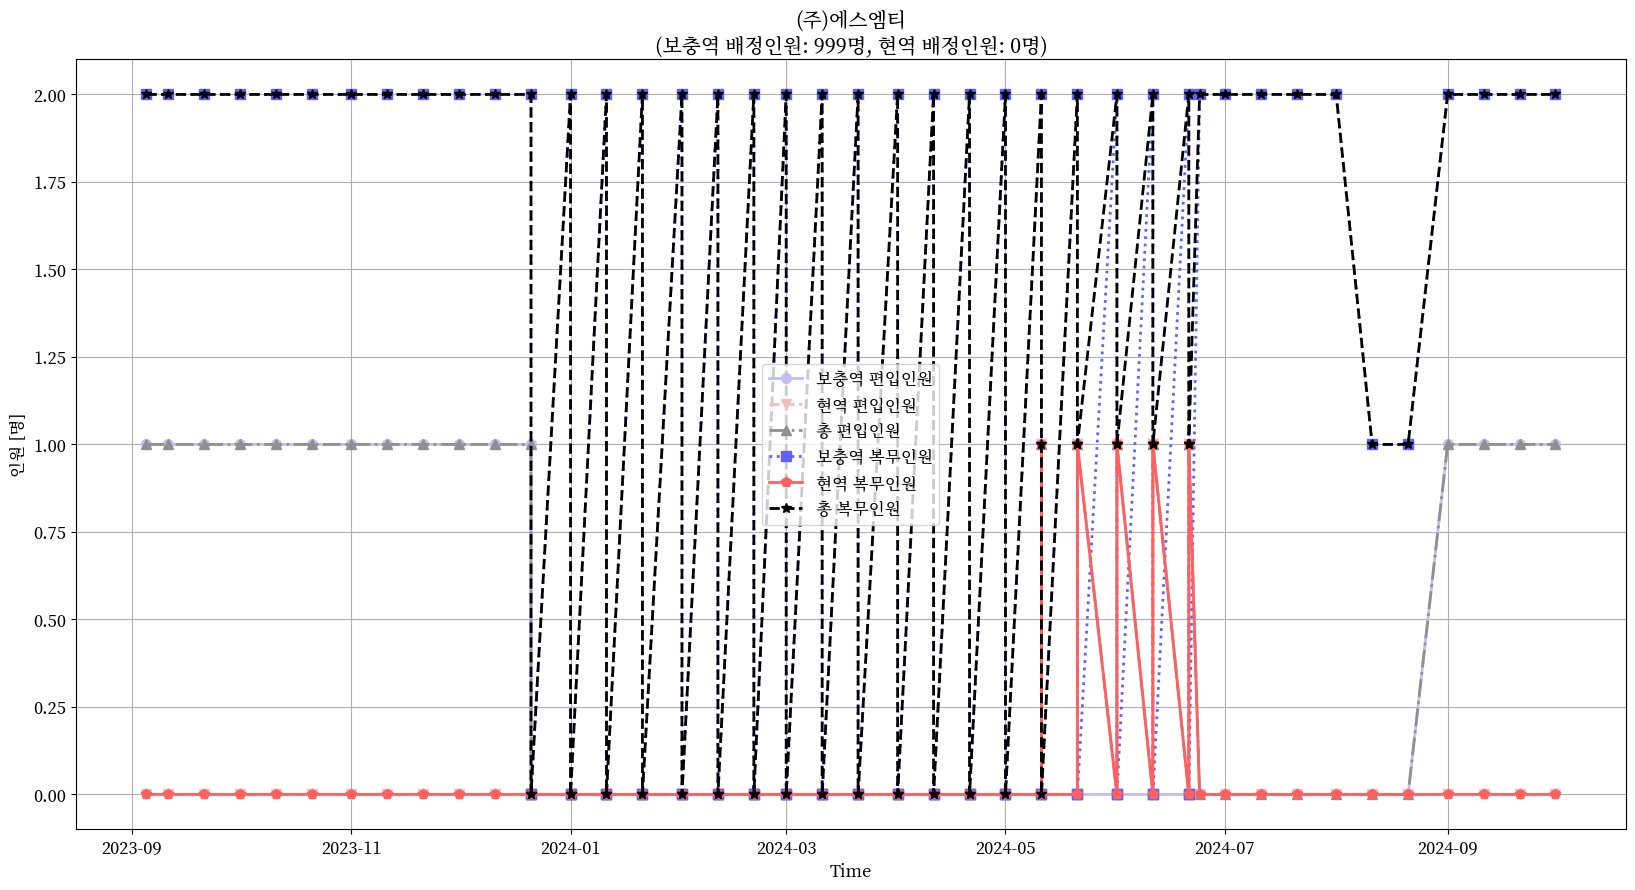 (주)에스엠티
(보충역 배정인원: 999명, 현역 배정인원: 0명)
인원 [명]
2.00
1.75
1.50
1.25
1.00
0.75
0.50
0.25
0.00
보충역 편입인원
현역 편입인원
총 편입인원
보충역 복무인원
현역 복무인원
총 복무인원
2023-09
2023-11
2024-01
2024-03
2024-05
2024-07
2024-09
Time